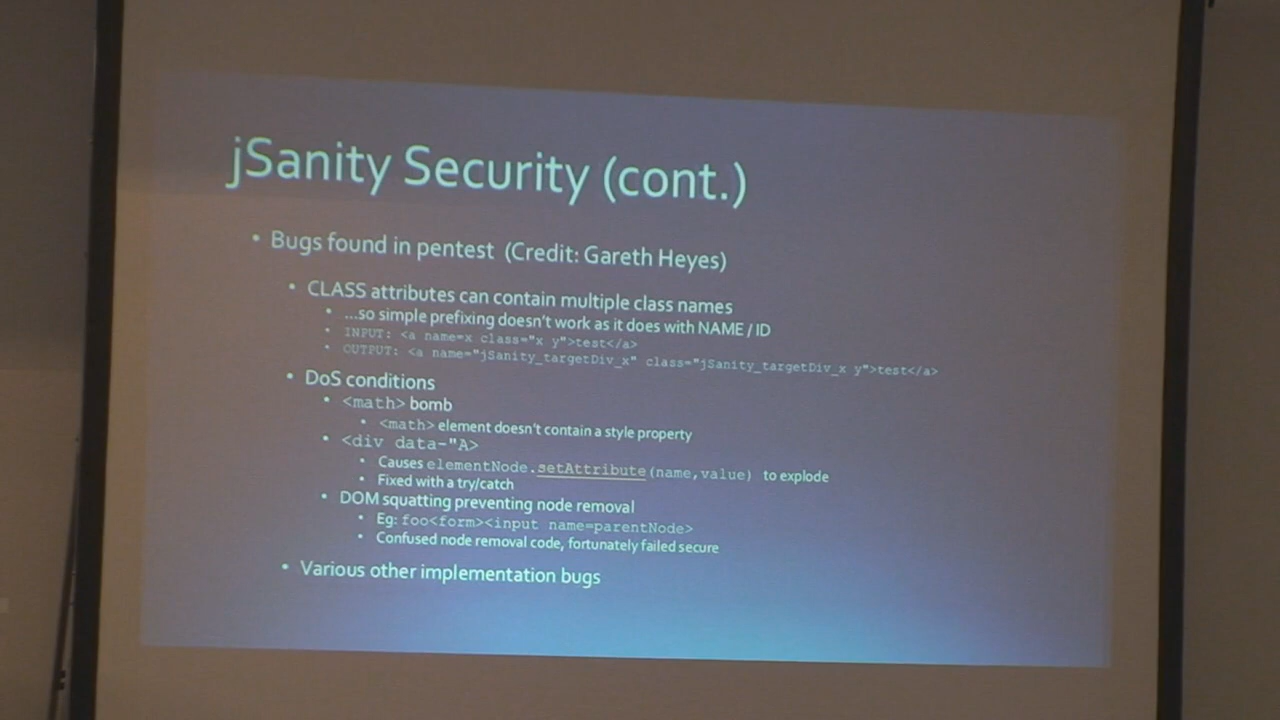 jSanity Security (cont.)
• Bugs found in pentest (Credit: Gareth Heyes)
• CLASS attributes can contain multiple class names
• ...so simple prefixing doesn't work as it does with NAME / ID
• INPUT: <a name=x class="x y">test</a>
• OUTPUT: <a name="jSanity_targetDiv_x" class="jSanity_targetDiv_x y">test</a>
• DoS conditions
• <math> bomb
• <math> element doesn't contain a style property
• <div data-"A>
• Causes elementNode.setAttribute(name,value) to explode
• Fixed with a try/catch
• DOM squatting preventing node removal
• Eg: foo<form><input name=parentNode>
• Confused node removal code, fortunately failed secure
• Various other implementation bugs